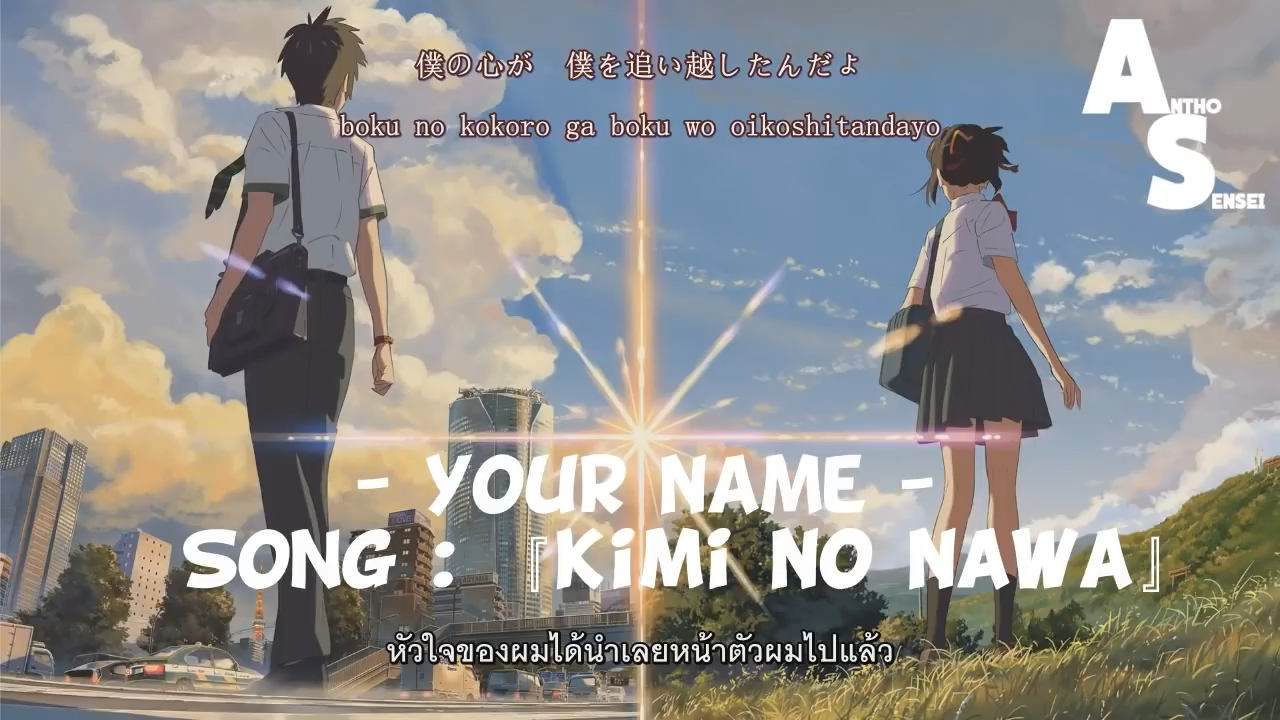 僕の心が　僕を追い越したんだよ
boku no kokoro ga boku wo oikoshitandayo
ANTHO
SENSEI
- YOUR NAME -
SONG : 『KiMi NO NAWA』
หัวใจของผมได้นำเลยหน้าตัวผมไปแล้ว